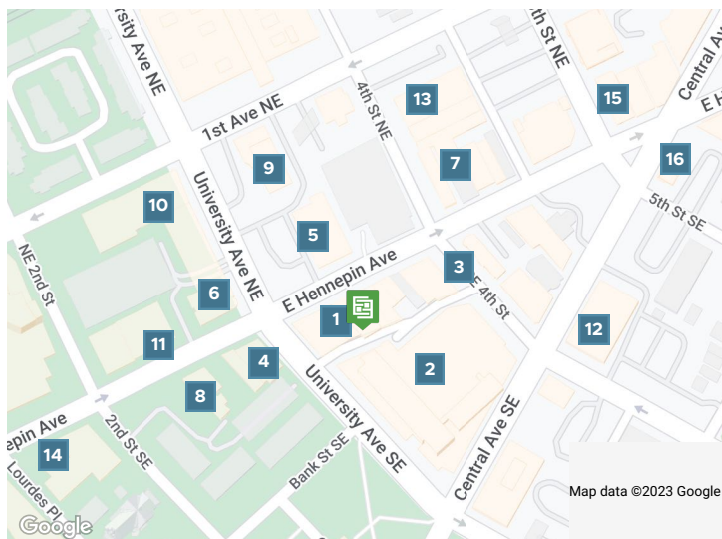 University Ave NE
1st Ave NE
4th St NE
5th St NE
Central Ave
E H
13
15
7
16
9
10
5
5th St SE
University Ave NE
E Hennepin Ave
NE 2nd St
3
E 4th St
6
1
12
11
4
2
8
University Ave SE
Central Ave SE
epin Ave
14
2nd St SE
Bank St SE
Lourdes Pl
Map data ©2023 Google
Google